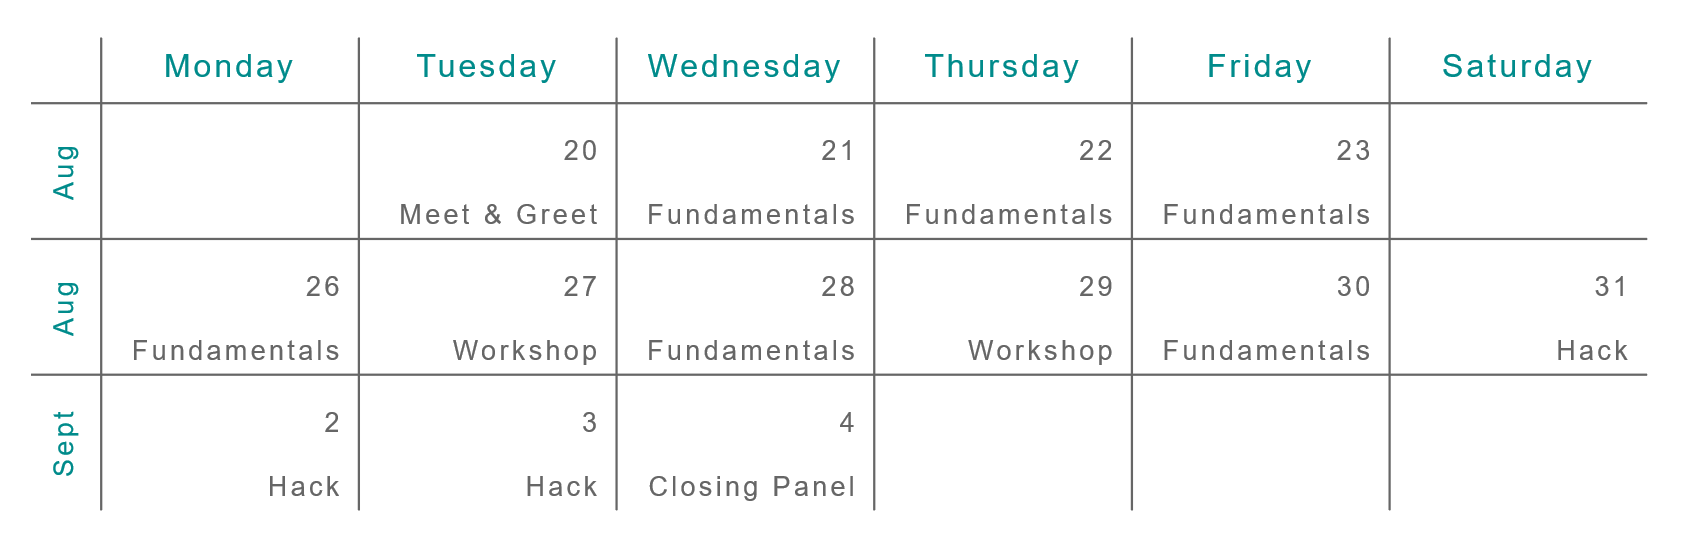 Monday Tuesday Wednesday Thursday Friday Saturday
Aug
20 21 22 23
Meet & Greet Fundamentals Fundamentals Fundamentals
Aug
26 27 28 29 30 31
Fundamentals Workshop Fundamentals Workshop Fundamentals Hack
Sept
2 3 4
Hack Hack Closing Panel